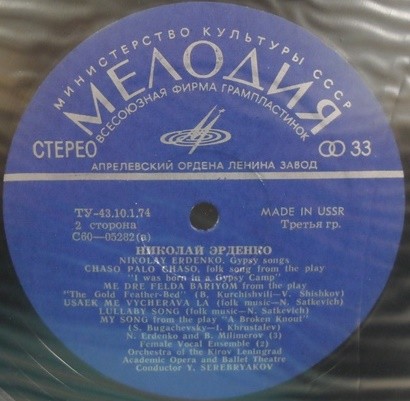 МИНИСТЕРСТВО КУЛЬТУРЫ СССР
МЕЛОДИЯ
ВСЕСОЮЗНАЯ ФИРМА ГРАМПЛАСТИНОК
СТЕРЕО
33
АПРЕЛЕВСКИЙ ОРДЕНА ЛЕНИНА ЗАВОД
ТУ-43.10.1.74
MADE IN USSR
2 сторона
Третья гр.
С60—05282(а)
НИКОЛАЙ ЭРДЕНКО
NIKOLAY ERDENKO, Gypsy songs
CHASO PALO CHASO, folk song from the play
"I was born in a Gypsy Camp"
ME DRE FELDA BARIYOM from the play
"The Gold Feather-Bed" (B. Kurchishvili—V. Shishkov)
USAEK ME VYCHERAVA LA (folk music—N. Satkevich)
LULLABY SONG (folk music—N. Satkevich)
MY SONG from the play "A Broken Knout"
(S. Bugachevsky—I. Khrustalev)
N. Erdenko and B. Milimerov (3)
Female Vocal Ensemble (2)
Orchestra of the Kirov Leningrad
Academic Opera and Ballet Theatre
Conductor Y. SEREBRYAKOV